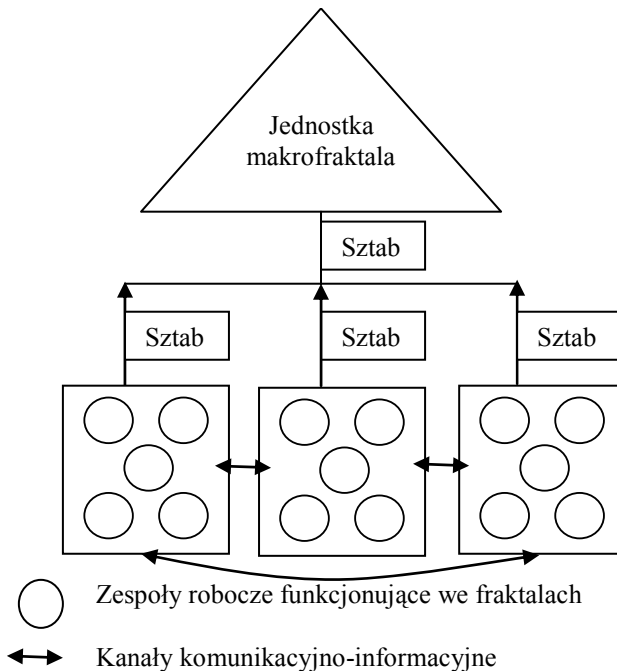 Jednostka
makrofraktala
Sztab
Sztab
Sztab
Sztab
Zespoły robocze funkcjonujące we fraktalach
Kanały komunikacyjno-informacyjne